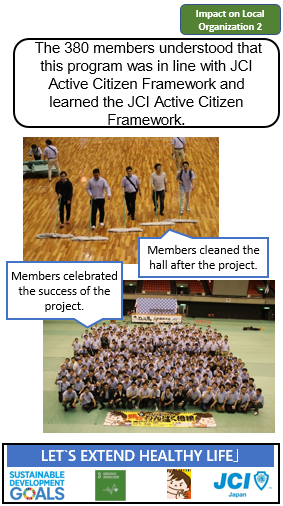 Impact on Local
Organization 2
The 380 members understood that
this program was in line with JCI
Active Citizen Framework and
learned the JCI Active Citizen
Framework.
Members cleaned the
hall after the project.
Members celebrated
the success of the
project.
LET`S EXTEND HEALTHY LIFE」
SUSTAINABLE
DEVELOPMENT
GOALS
JCI
Japan